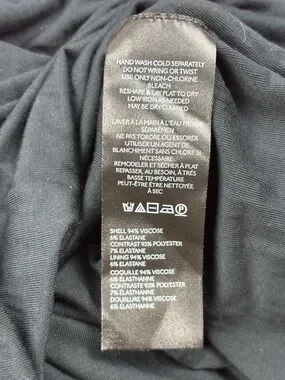 HAND WASH COLD SEPARATELY
DO NOT WRING OR TWIST
USE ONLY NON-CHLORINE
BLEACH
RESHAPE & LAY FLAT TO DRY
LOW IRON AS NEEDED
MAY BE DRY CLEANED
LAVER À LA MAIN À L'EAU FROIDE
SÉPARÉMENT
NE PAS TORDRE OU ESSORER
UTILISER UN AGENT DE
BLANCHIMENT SANS CHLORE SI
NÉCESSAIRE
REMODELER ET SÉCHER À PLAT
REPASSER, AU BESOIN, À TRÈS
BASSE TEMPÉRATURE
PEUT-ÊTRE ÊTRE NETTOYÉE
À SEC
P
SHELL 94% VISCOSE
6% ELASTANE
CONTRAST 93% POLYESTER
7% ELASTANE
LINING 94% VISCOSE
6% ELASTANE
COQUILLE 94% VISCOSE
6% ÉLASTHANNE
CONTRASTE 93% POLYESTER
7% ÉLASTHANNE
DOUBLURE 94% VISCOSE
6% ÉLASTHANNE